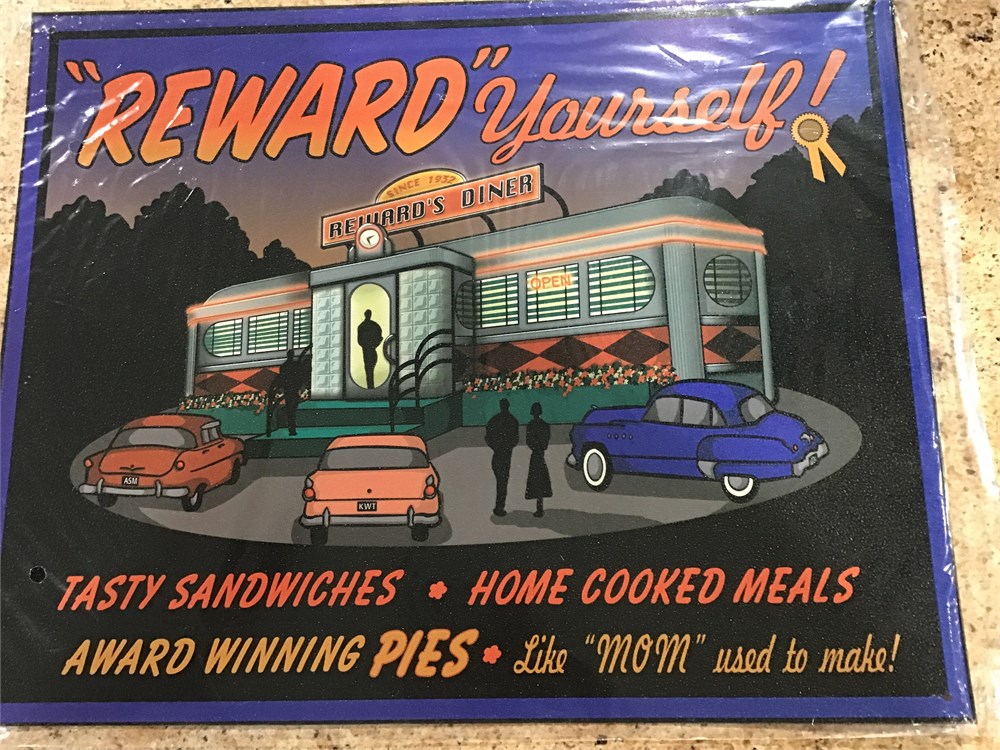 "REWARD" Yourself!
SINCE 1952
REWARD'S DINER
OPEN
ASM
KWT
TASTY SANDWICHES HOME COOKED MEALS
AWARD WINNING PIES Like "MOM" used to make!